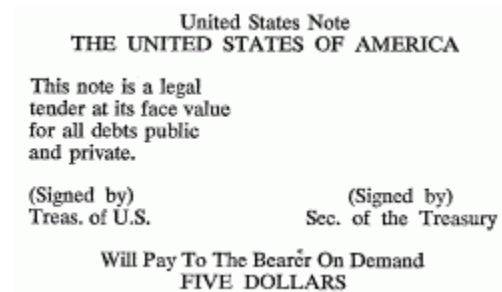 United States Note
THE UNITED STATES OF AMERICA
This note is a legal
tender at its face value
for all debts public
and private.
(Signed by) (Signed by)
Treas. of U.S. Sec. of the Treasury
Will Pay To The Bearer On Demand
FIVE DOLLARS